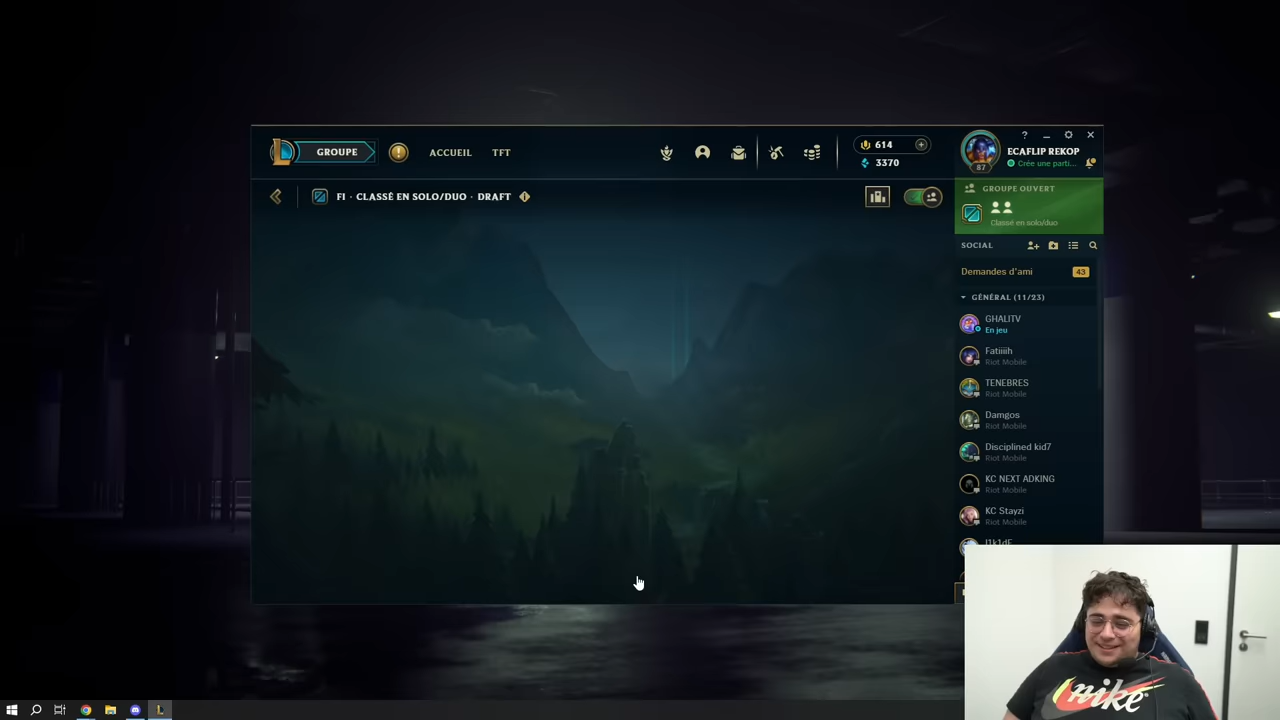 GROUPE
ACCUEIL
TFT
614
3370
?
87
ECAFLIP REKOP
Crée une parti...
FI · CLASSÉ EN SOLO/DUO · DRAFT
GROUPE OUVERT
Classé en solo/duo
SOCIAL
Demandes d'ami
43
GÉNÉRAL (11/23)
GHALITV
En jeu
Fatiiiih
Riot Mobile
TENEBRES
Riot Mobile
Damgos
Riot Mobile
Disciplined kid7
Riot Mobile
KC NEXT ADKING
Riot Mobile
KC Stayzi
Riot Mobile
nike